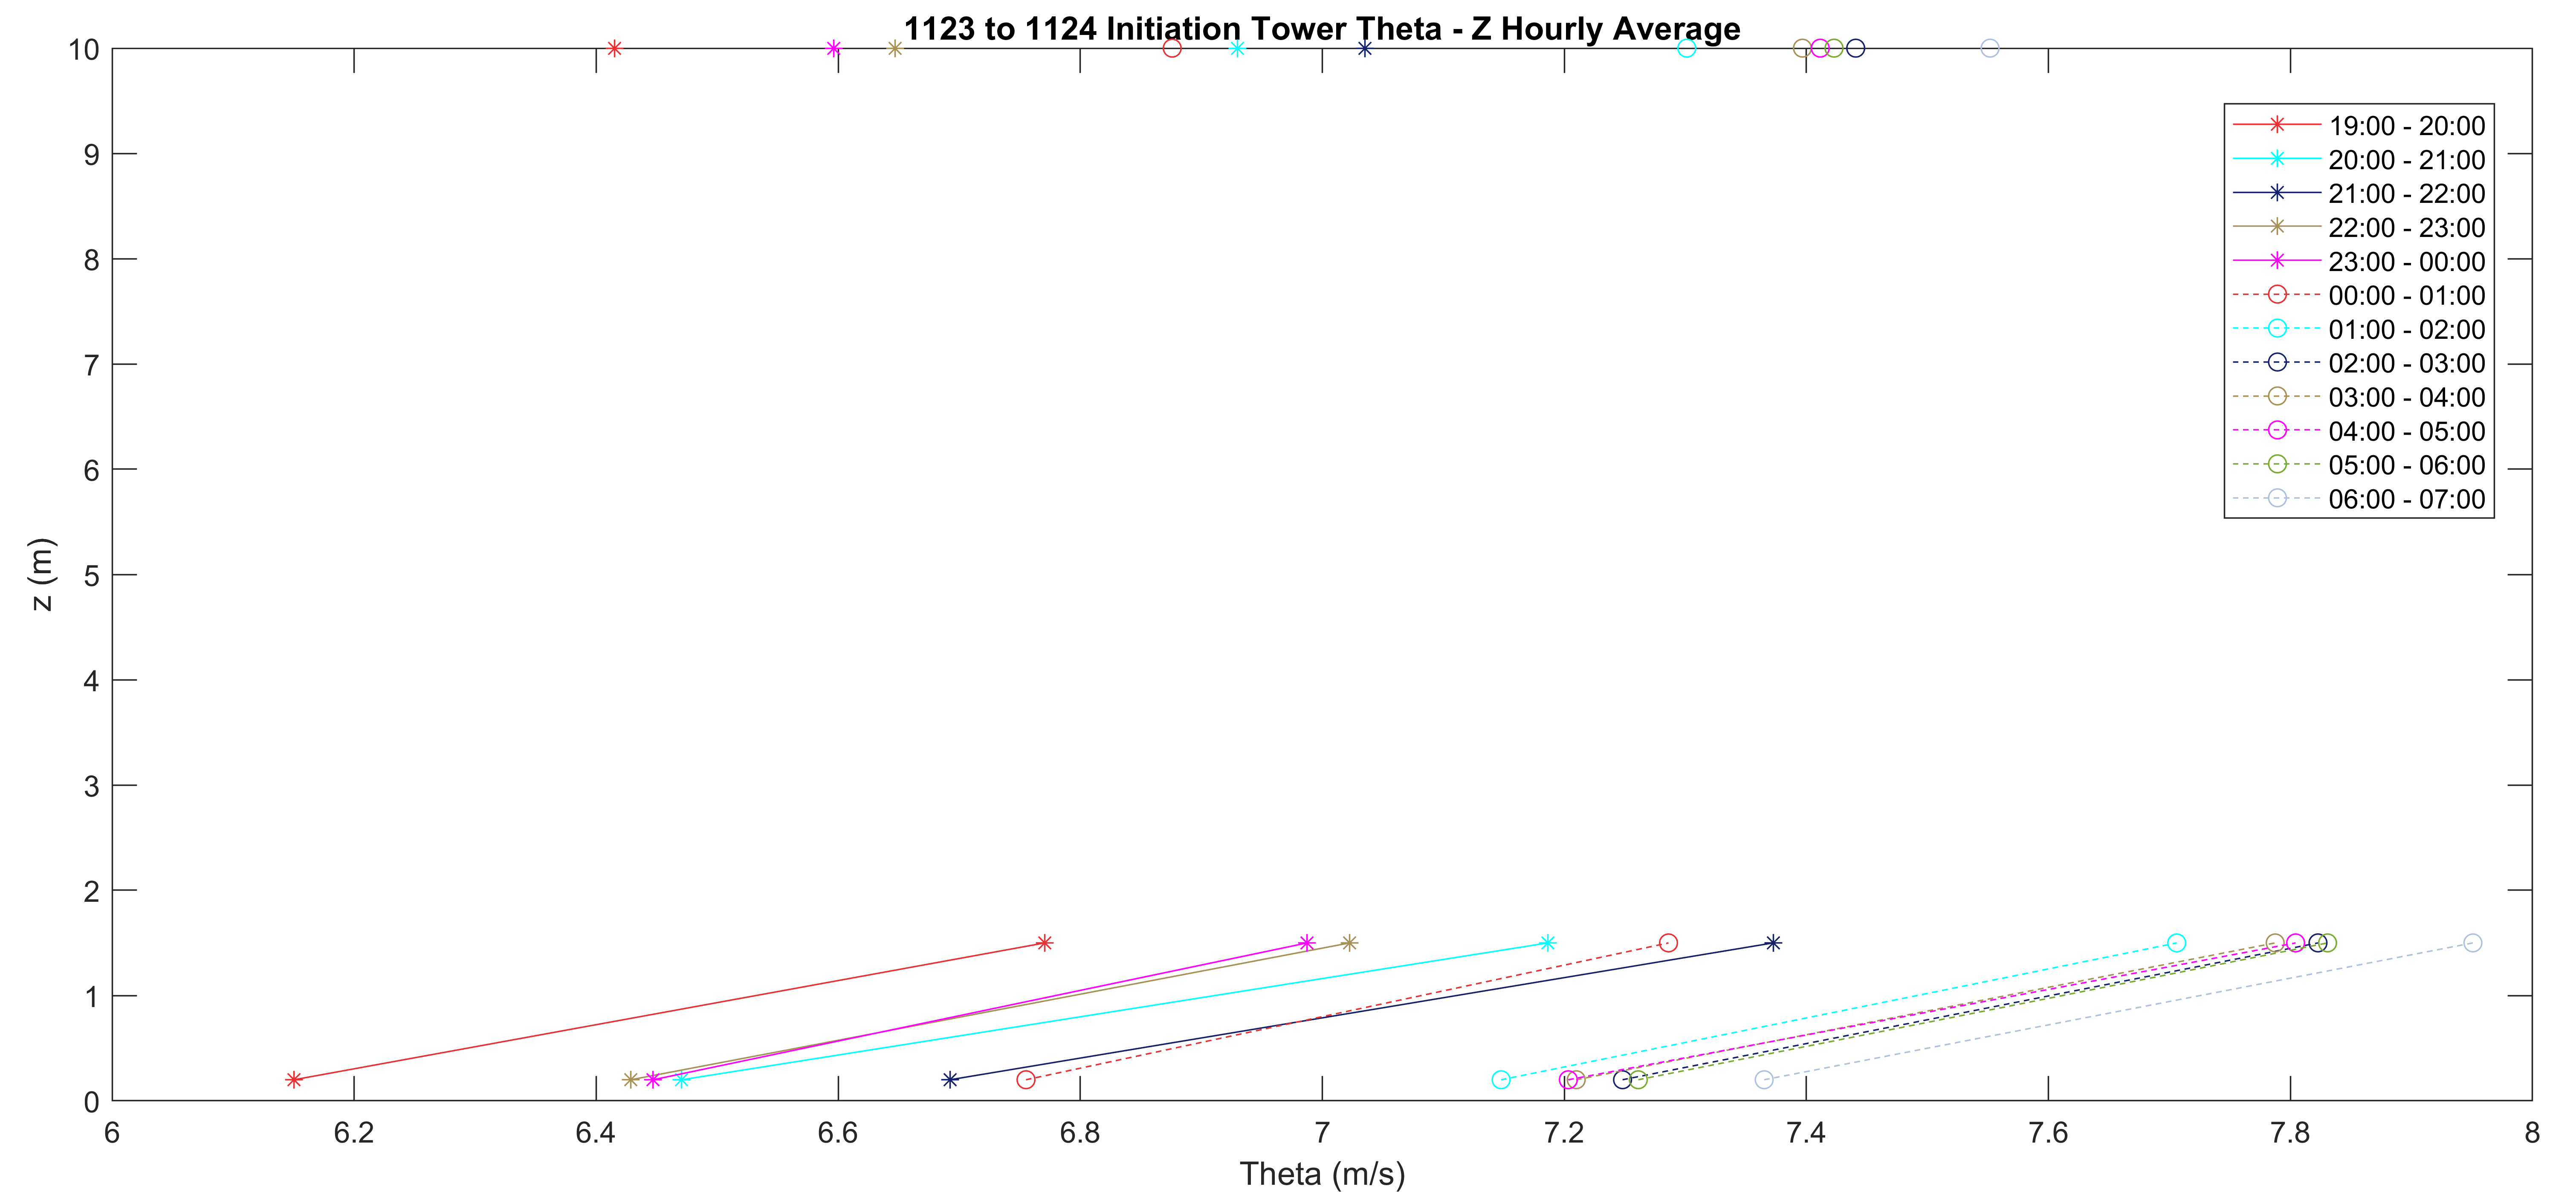 1123 to 1124 Initiation Tower Theta - Z Hourly Average
10
9
8
7
6
5
4
3
2
1
0
z (m)
19:00 - 20:00
20:00 - 21:00
21:00 - 22:00
22:00 - 23:00
23:00 - 00:00
00:00 - 01:00
01:00 - 02:00
02:00 - 03:00
03:00 - 04:00
04:00 - 05:00
05:00 - 06:00
06:00 - 07:00
6 6.2 6.4 6.6 6.8 7 7.2 7.4 7.6 7.8 8
Theta (m/s)